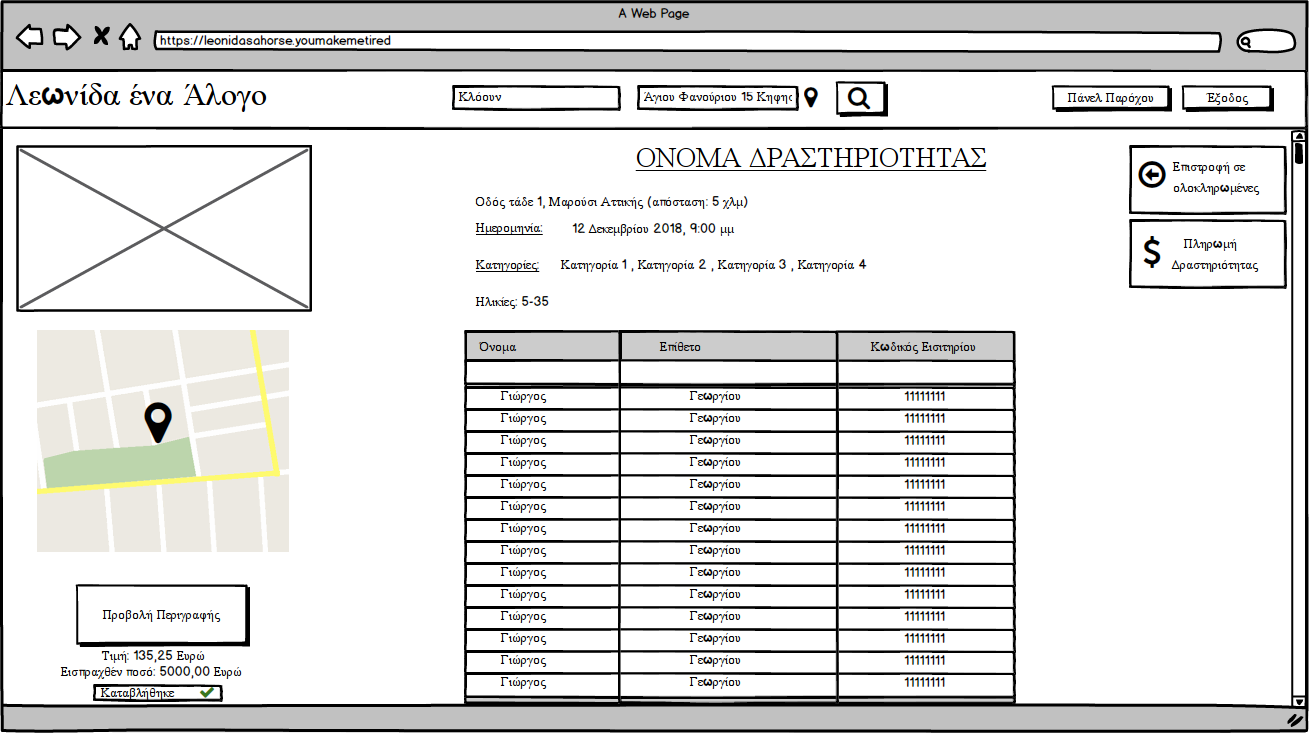 A Web Page
https://leonidasahorse.youmakemetired
Λεωνίδα ένα Άλογο
Κλόουν
Άγιου Φανούριου 15 Κηφης
Πάνελ Παρόχου
Έξοδος
ΟΝΟΜΑ ΔΡΑΣΤΗΡΙΟΤΗΤΑΣ
Επιστροφή σε
ολοκληρωμένες
Πληρωμή
Δραστηριότητας
Οδός τάδε 1, Μαρούσι Αττικής (απόσταση: 5 χλμ)
Ημερομηνία: 12 Δεκεμβρίου 2018, 9:00 μμ
Κατηγορίες: Κατηγορία 1 , Κατηγορία 2 , Κατηγορία 3 , Κατηγορία 4
Ηλικίες: 5-35
Όνομα Επίθετο Κωδικός Εισιτηρίου
Γιώργος Γεωργίου 11111111
Γιώργος Γεωργίου 11111111
Γιώργος Γεωργίου 11111111
Γιώργος Γεωργίου 11111111
Γιώργος Γεωργίου 11111111
Γιώργος Γεωργίου 11111111
Γιώργος Γεωργίου 11111111
Γιώργος Γεωργίου 11111111
Γιώργος Γεωργίου 11111111
Γιώργος Γεωργίου 11111111
Γιώργος Γεωργίου 11111111
Γιώργος Γεωργίου 11111111
Γιώργος Γεωργίου 11111111
Γιώργος Γεωργίου 11111111
Προβολή Περιγραφής
Τιμή: 135,25 Ευρώ
Εισπραχθέν ποσό: 5000,00 Ευρώ
Καταβλήθηκε